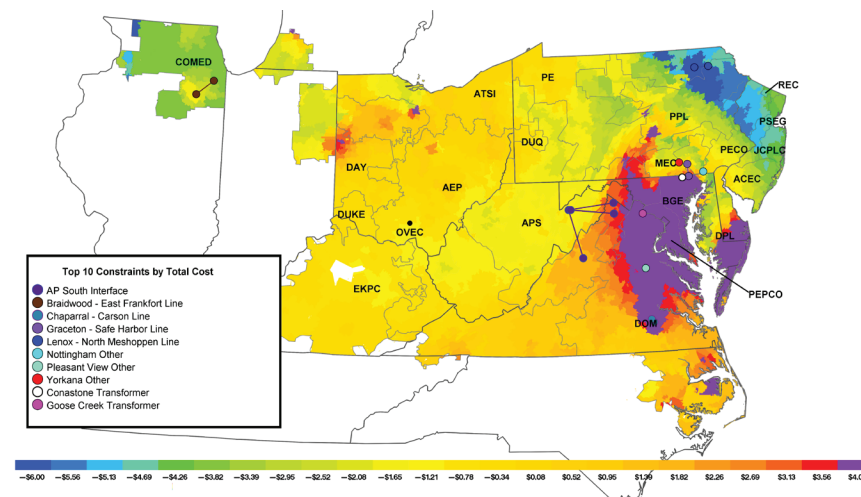 COMED
PE
ATSI
REC
PPL
PSEG
DUQ
PECO
JCPLC
MEC
DAY
ACEC
AEP
BGE
DUKE
APS
OVEC
DPL
EKPC
PEPCO
DOM
Top 10 Constraints by Total Cost
AP South Interface
Braidwood - East Frankfort Line
Chaparral - Carson Line
Graceton - Safe Harbor Line
Lenox - North Meshoppen Line
Nottingham Other
Pleasant View Other
Yorkana Other
Conastone Transformer
Goose Creek Transformer
−$6.00 −$5.56 −$5.13 −$4.69 −$4.26 −$3.82 −$3.39 −$2.95 −$2.52 −$2.08 −$1.65 −$1.21 −$0.78 −$0.34 $0.08 $0.52 $0.95 $1.39 $1.82 $2.26 $2.69 $3.13 $3.56